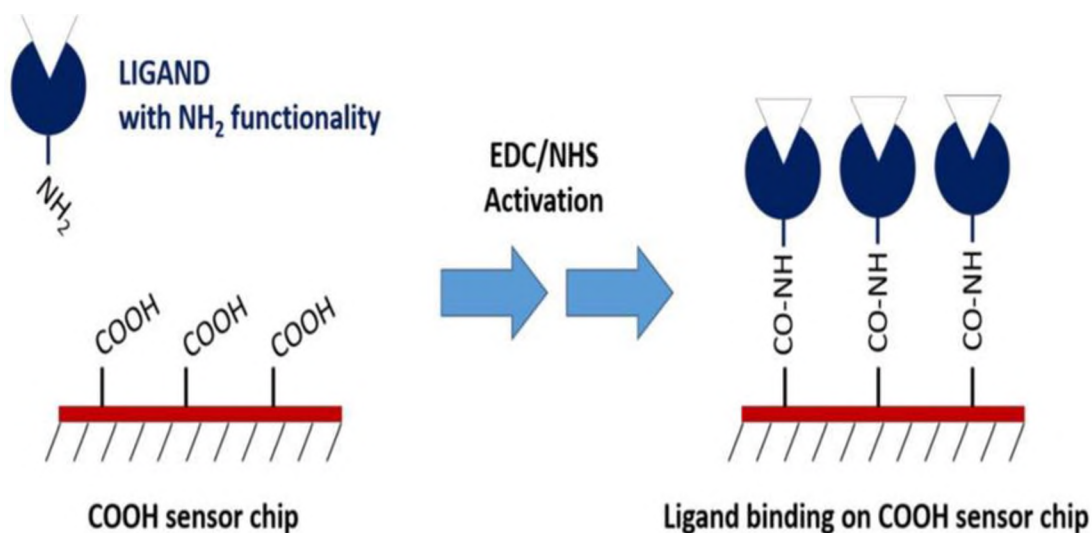 LIGAND
with NH₂ functionality
NH₂
EDC/NHS
Activation
COOH
COOH
COOH
CO-NH
CO-NH
CO-NH
COOH sensor chip
Ligand binding on COOH sensor chip